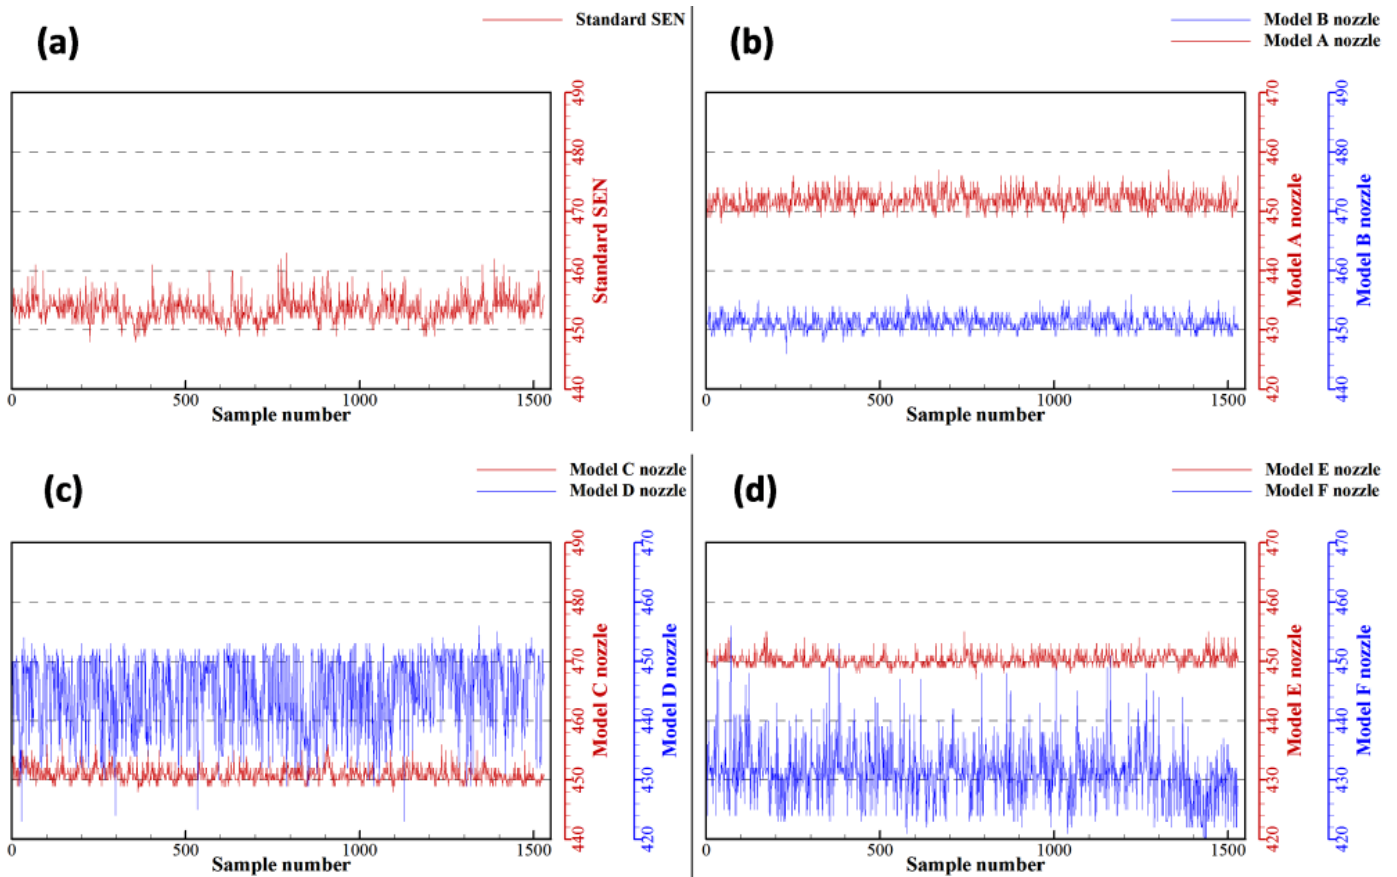 (a)
Standard SEN
490
480
470
460
450
440
Standard SEN
0
500
1000
1500
Sample number
(b)
Model B nozzle
Model A nozzle
470
460
450
440
430
420
Model A nozzle
490
480
470
460
450
440
Model B nozzle
0
500
1000
1500
Sample number
(c)
Model C nozzle
Model D nozzle
490
480
470
460
450
440
Model C nozzle
470
460
450
440
430
420
Model D nozzle
0
500
1000
1500
Sample number
(d)
Model E nozzle
Model F nozzle
470
460
450
440
430
420
Model E nozzle
470
460
450
440
430
420
Model F nozzle
0
500
1000
1500
Sample number